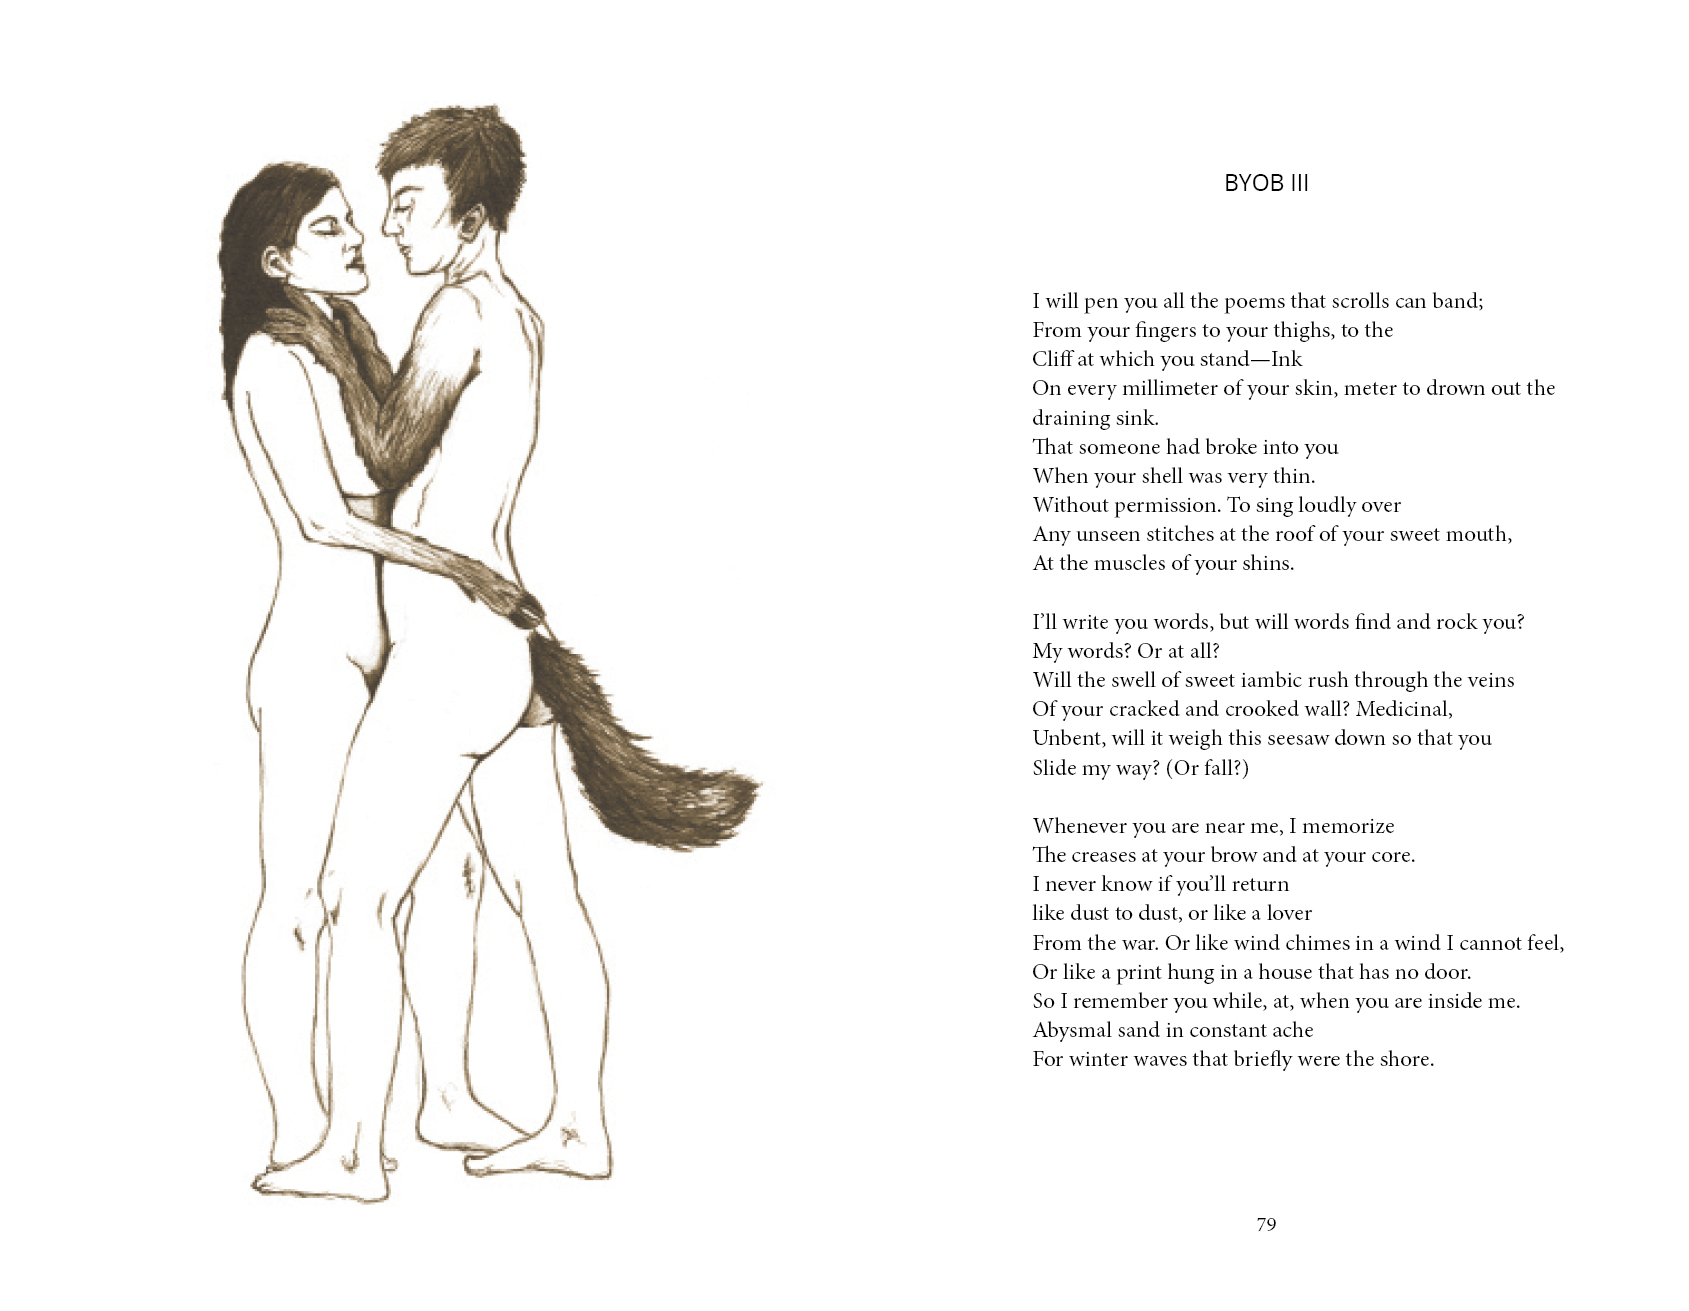 BYOB III
I will pen you all the poems that scrolls can band;
From your fingers to your thighs, to the
Cliff at which you stand—Ink
On every millimeter of your skin, meter to drown out the
draining sink.
That someone had broke into you
When your shell was very thin.
Without permission. To sing loudly over
Any unseen stitches at the roof of your sweet mouth,
At the muscles of your shins.
I’ll write you words, but will words find and rock you?
My words? Or at all?
Will the swell of sweet iambic rush through the veins
Of your cracked and crooked wall? Medicinal,
Unbent, will it weigh this seesaw down so that you
Slide my way? (Or fall?)
Whenever you are near me, I memorize
The creases at your brow and at your core.
I never know if you’ll return
like dust to dust, or like a lover
From the war. Or like wind chimes in a wind I cannot feel,
Or like a print hung in a house that has no door.
So I remember you while, at, when you are inside me.
Abysmal sand in constant ache
For winter waves that briefly were the shore.
79